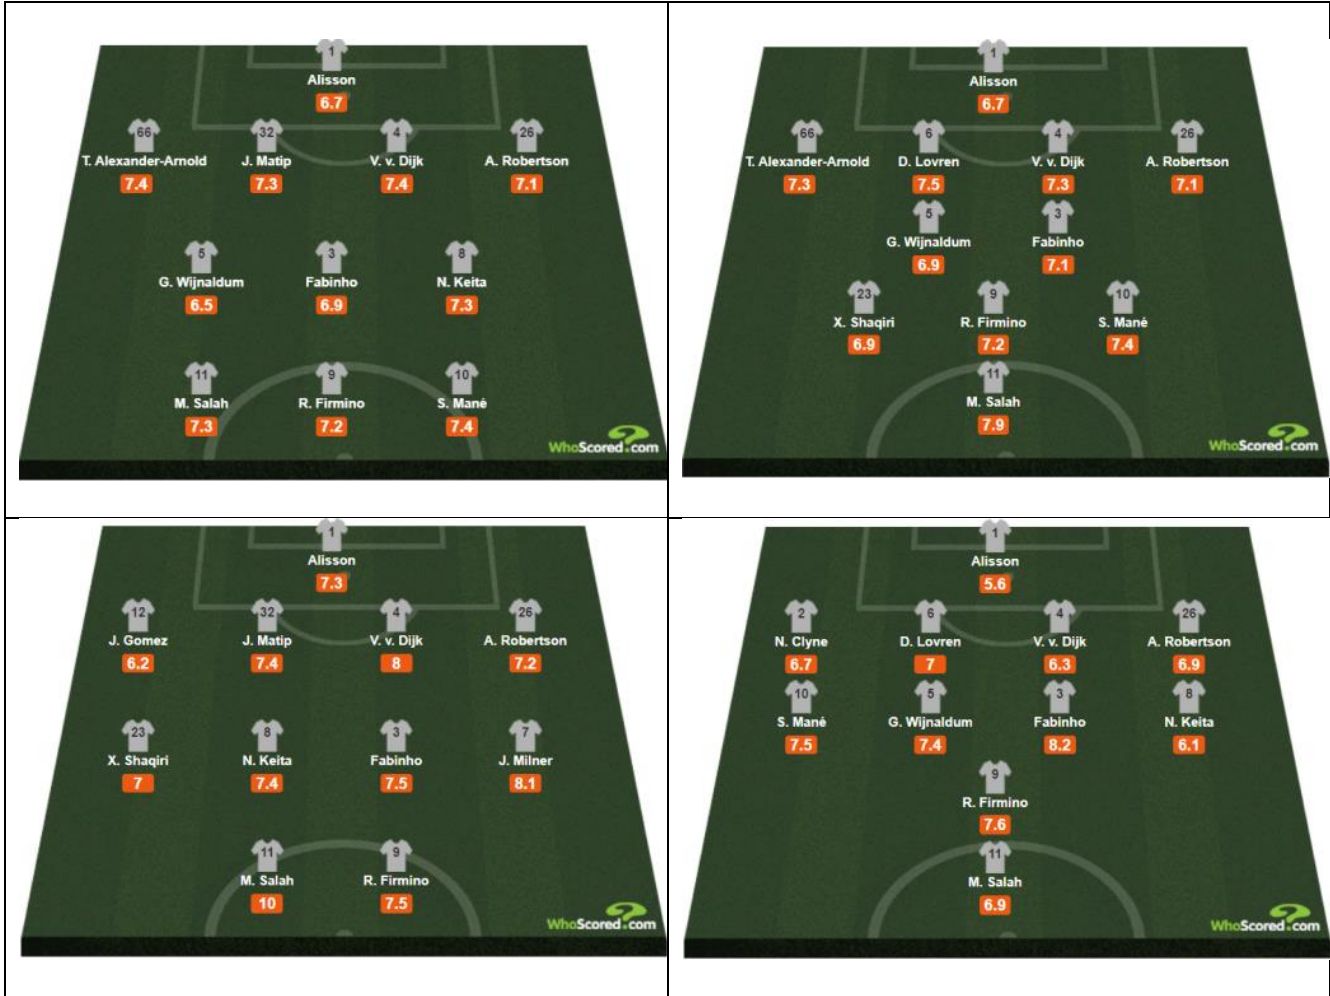 1
Alisson
6.7
66 32 4 26
T. Alexander-Arnold J. Matip V. v. Dijk A. Robertson
7.4 7.3 7.4 7.1
5 3 8
G. Wijnaldum Fabinho N. Keita
6.5 6.9 7.3
11 9 10
M. Salah R. Firmino S. Mané
7.3 7.2 7.4
WhoScored.com
1
Alisson
6.7
66 6 4 26
T. Alexander-Arnold D. Lovren V. v. Dijk A. Robertson
7.3 7.5 7.3 7.1
5 3
G. Wijnaldum Fabinho
6.9 7.1
23 9 10
X. Shaqiri R. Firmino S. Mané
6.9 7.2 7.4
11
M. Salah
7.9
WhoScored.com
1
Alisson
7.3
12 32 4 26
J. Gomez J. Matip V. v. Dijk A. Robertson
6.2 7.4 8 7.2
23 8 3 7
X. Shaqiri N. Keita Fabinho J. Milner
7 7.4 7.5 8.1
11 9
M. Salah R. Firmino
10 7.5
WhoScored.com
1
Alisson
5.6
2 6 4 26
N. Clyne D. Lovren V. v. Dijk A. Robertson
6.7 7 6.3 6.9
10 5 3 8
S. Mané G. Wijnaldum Fabinho N. Keita
7.5 7.4 8.2 6.1
9
R. Firmino
7.6
11
M. Salah
6.9
WhoScored.com